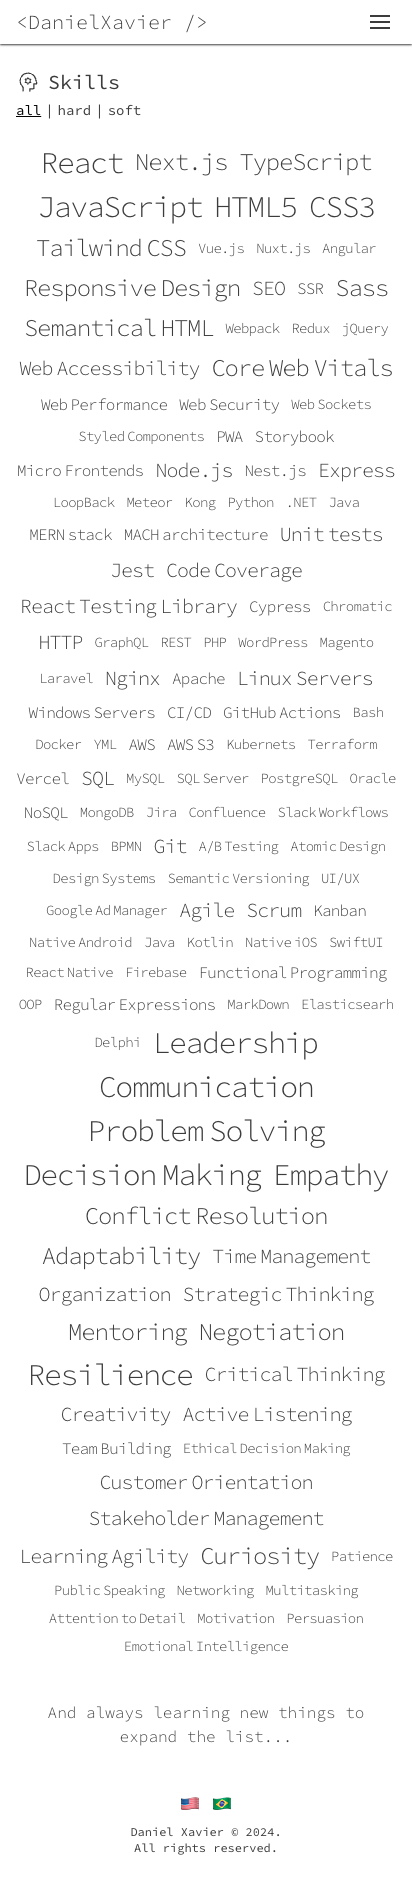 <DanielXavier />
Skills
all | hard | soft
React Next.js TypeScript
JavaScript HTML5 CSS3
Tailwind CSS Vue.js Nuxt.js Angular
Responsive Design SEO SSR Sass
Semantical HTML Webpack Redux jQuery
Web Accessibility Core Web Vitals
Web Performance Web Security Web Sockets
Styled Components PWA Storybook
Micro Frontends Node.js Nest.js Express
LoopBack Meteor Kong Python .NET Java
MERN stack MACH architecture Unit tests
Jest Code Coverage
React Testing Library Cypress Chromatic
HTTP GraphQL REST PHP WordPress Magento
Laravel Nginx Apache Linux Servers
Windows Servers CI/CD GitHub Actions Bash
Docker YML AWS AWS S3 Kubernets Terraform
Vercel SQL MySQL SQL Server PostgreSQL Oracle
NoSQL MongoDB Jira Confluence Slack Workflows
Slack Apps BPMN Git A/B Testing Atomic Design
Design Systems Semantic Versioning UI/UX
Google Ad Manager Agile Scrum Kanban
Native Android Java Kotlin Native iOS SwiftUI
React Native Firebase Functional Programming
OOP Regular Expressions MarkDown Elasticsearh
Delphi Leadership
Communication
Problem Solving
Decision Making Empathy
Conflict Resolution
Adaptability Time Management
Organization Strategic Thinking
Mentoring Negotiation
Resilience Critical Thinking
Creativity Active Listening
Team Building Ethical Decision Making
Customer Orientation
Stakeholder Management
Learning Agility Curiosity Patience
Public Speaking Networking Multitasking
Attention to Detail Motivation Persuasion
Emotional Intelligence
And always learning new things to
expand the list...
Daniel Xavier © 2024.
All rights reserved.